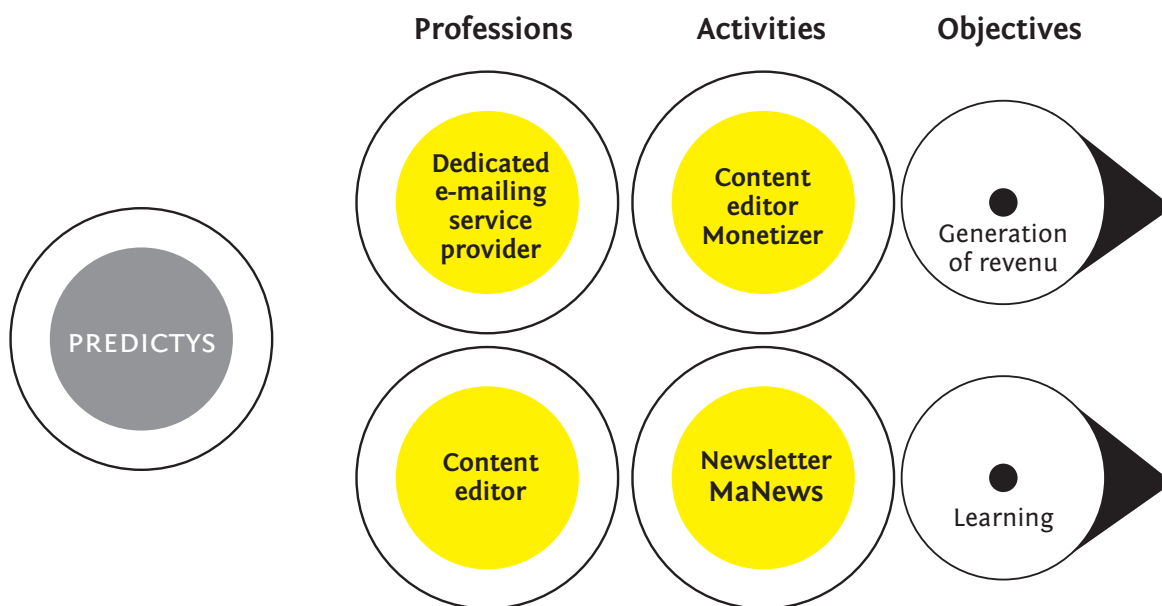 Professions
Activities
Objectives
Dedicated
e-mailing
service
provider
Content
editor
Monetizer
Generation
of revenu
PREDICTYS
Content
editor
Newsletter
MaNews
Learning